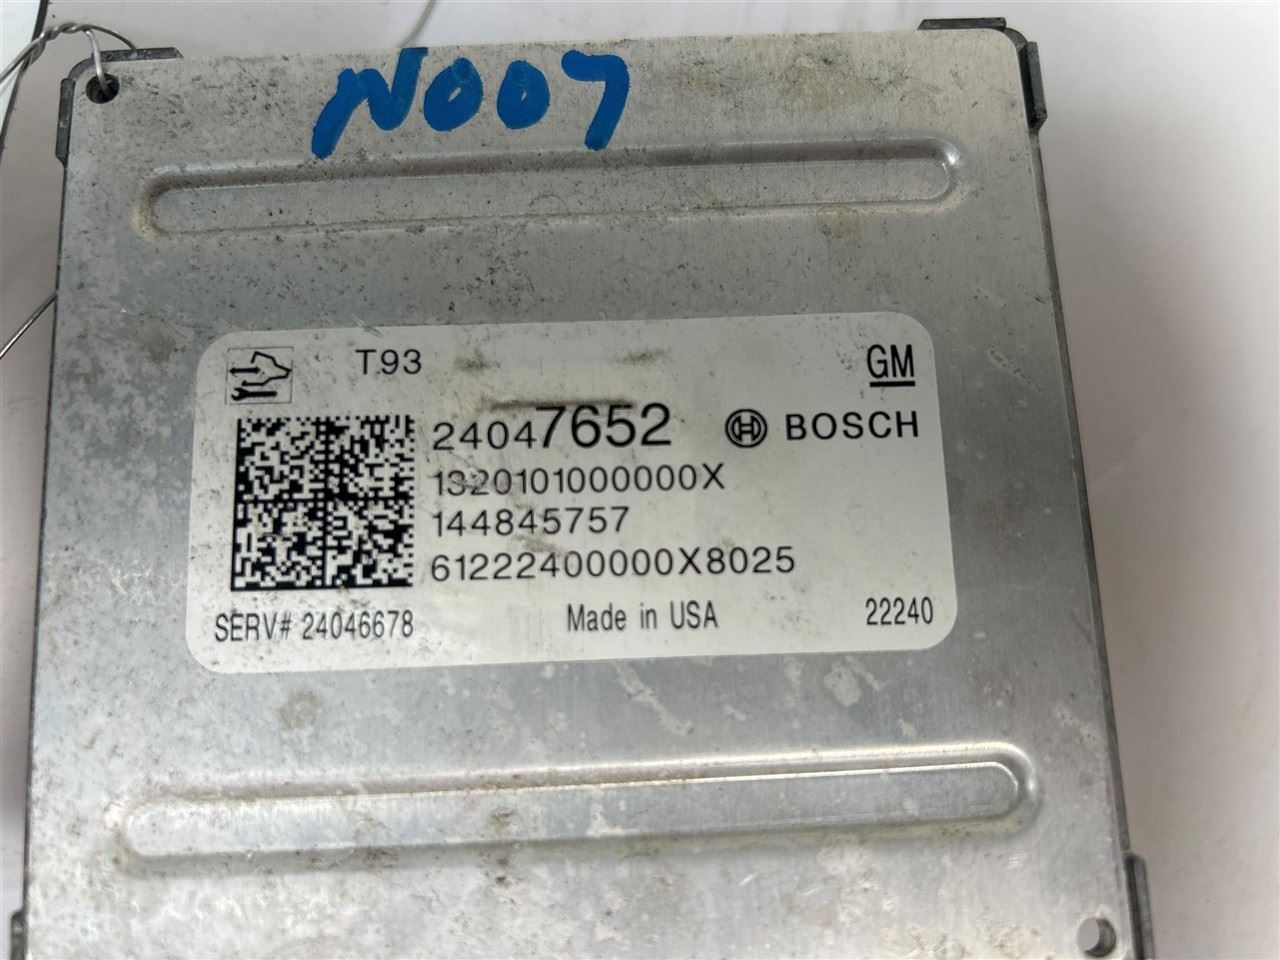 N007
T93
GM
24047652
BOSCH
1320101000000X
144845757
61222400000X8025
SERV# 24046678
Made in USA
22240